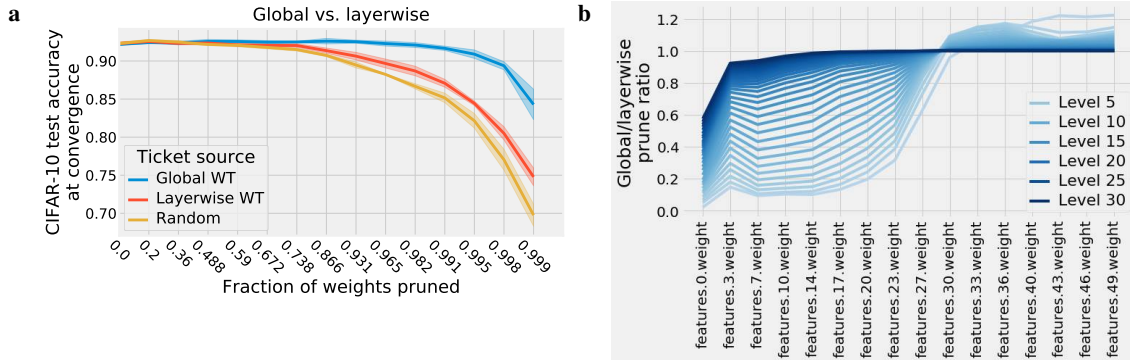 a
Global vs. layerwise
CIFAR-10 test accuracy
at convergence
0.90
0.85
0.80
0.75
0.70
Ticket source
Global WT
Layerwise WT
Random
0.0
0.2
0.36
0.488
0.59
0.672
0.738
0.866
0.931
0.965
0.982
0.991
0.995
0.998
0.999
Fraction of weights pruned
b
Global/layerwise
prune ratio
1.2
1.0
0.8
0.6
0.4
0.2
0.0
Level 5
Level 10
Level 15
Level 20
Level 25
Level 30
features.0.weight
features.3.weight
features.7.weight
features.10.weight
features.14.weight
features.17.weight
features.20.weight
features.23.weight
features.27.weight
features.30.weight
features.33.weight
features.36.weight
features.40.weight
features.43.weight
features.46.weight
features.49.weight